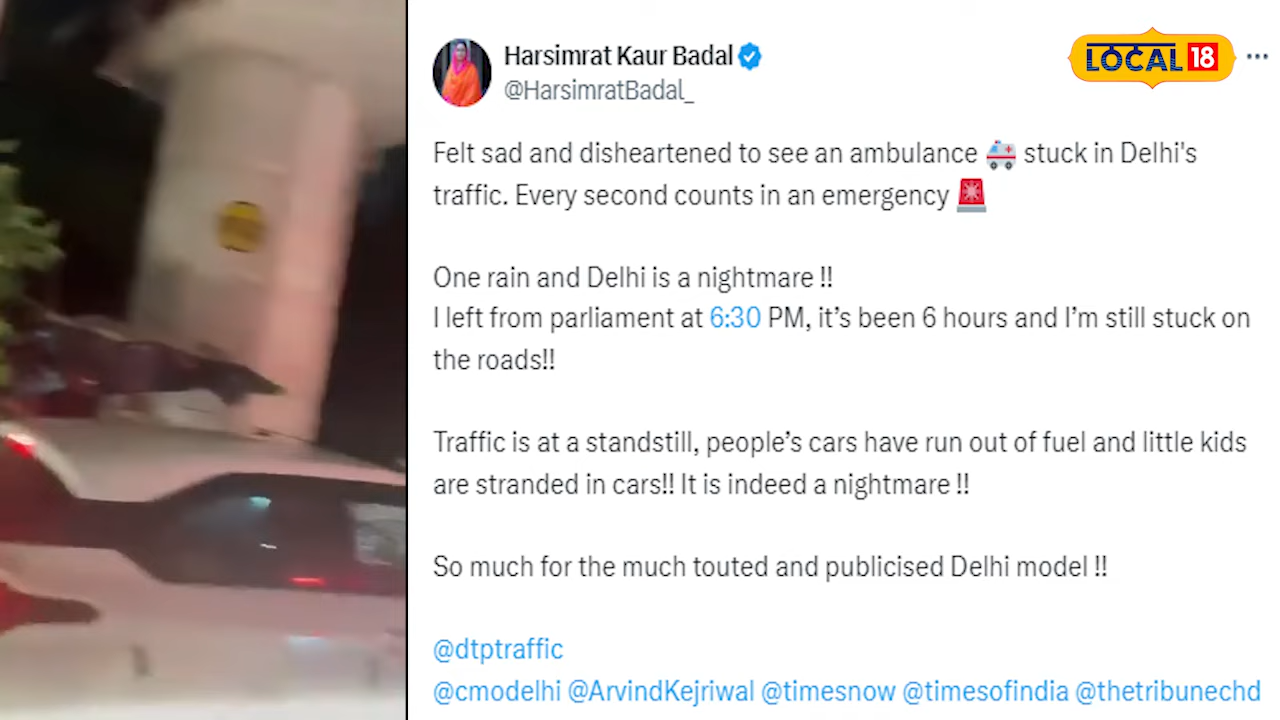 Harsimrat Kaur Badal
LOCAL 18
@HarsimratBadal_
Felt sad and disheartened to see an ambulance 🚑 stuck in Delhi's
traffic. Every second counts in an emergency 🚨
One rain and Delhi is a nightmare !!
I left from parliament at 6:30 PM, it’s been 6 hours and I’m still stuck on
the roads!!
Traffic is at a standstill, people’s cars have run out of fuel and little kids
are stranded in cars!! It is indeed a nightmare !!
So much for the much touted and publicised Delhi model !!
@dtptraffic
@cmodelhi @ArvindKejriwal @timesnow @timesofindia @thetribunechd